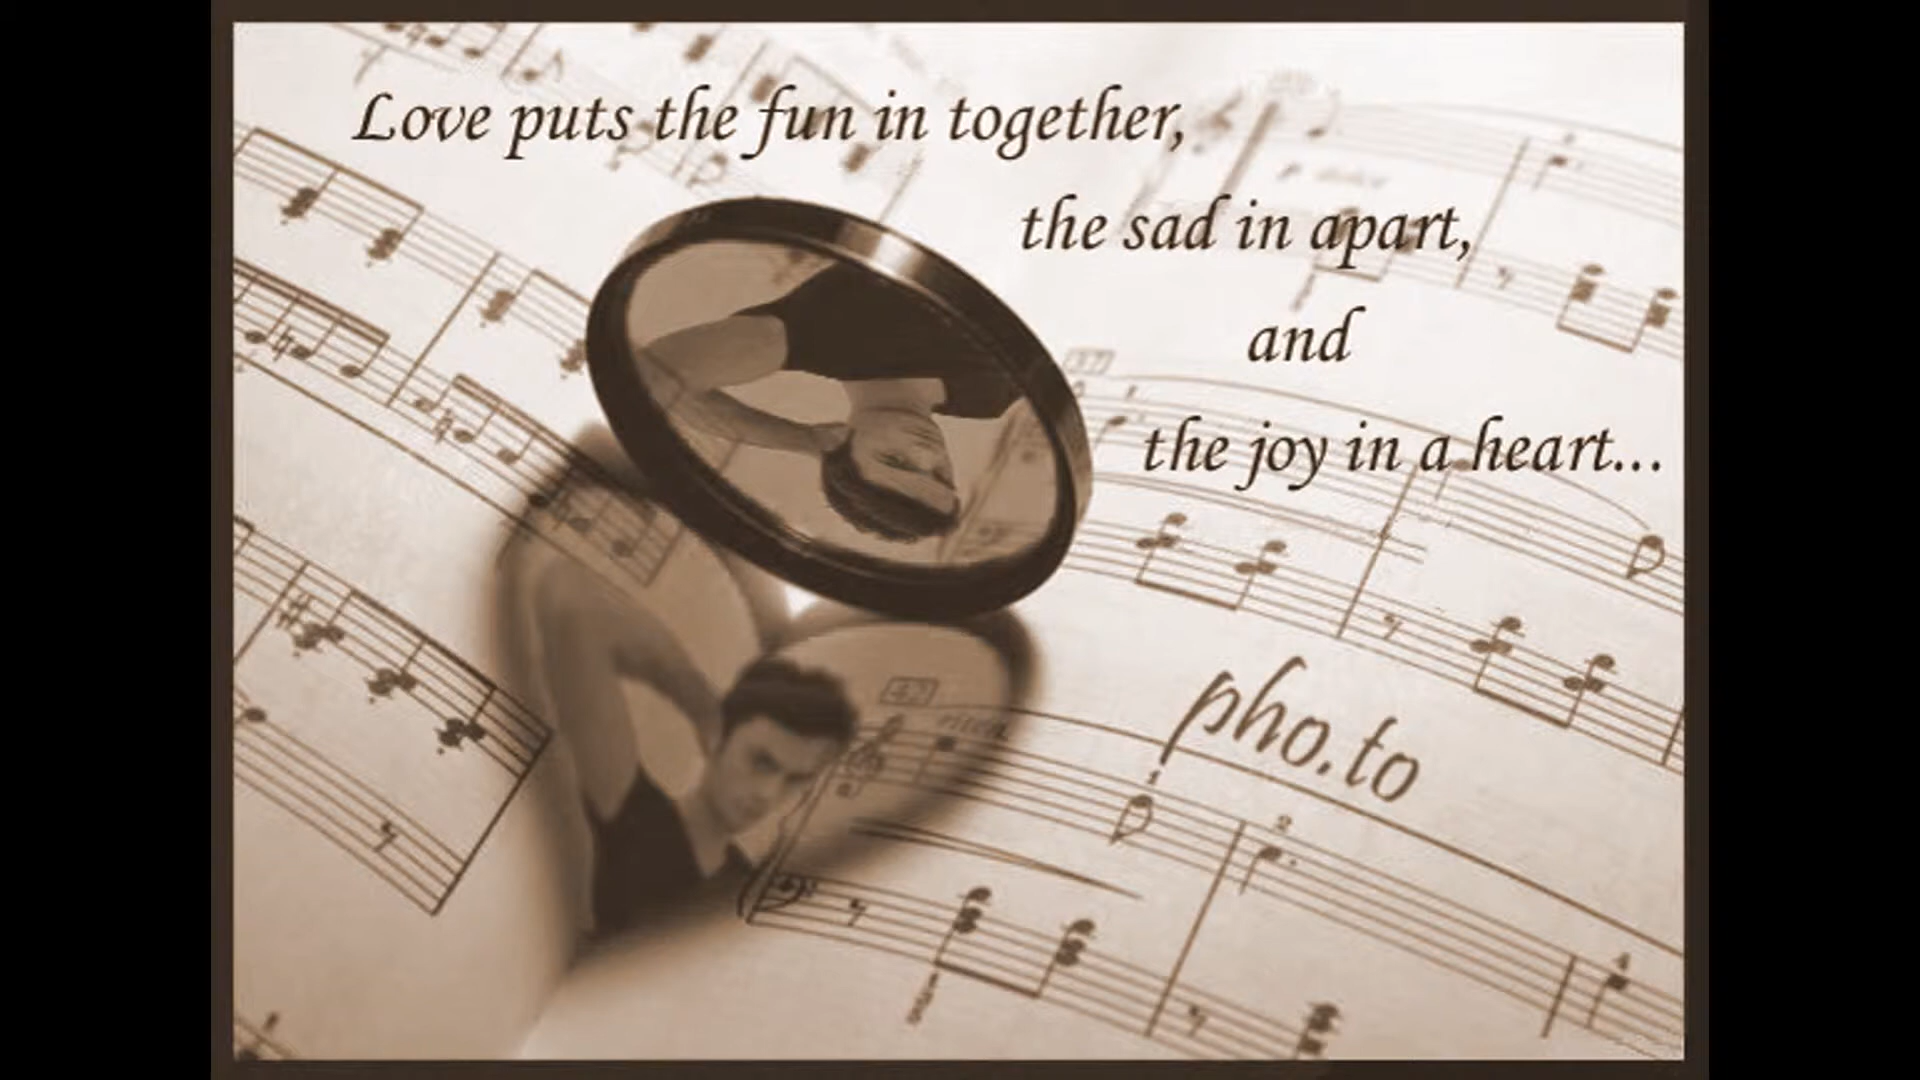 Love puts the fun in together,
the sad in apart,
and
the joy in a heart...
pho.to